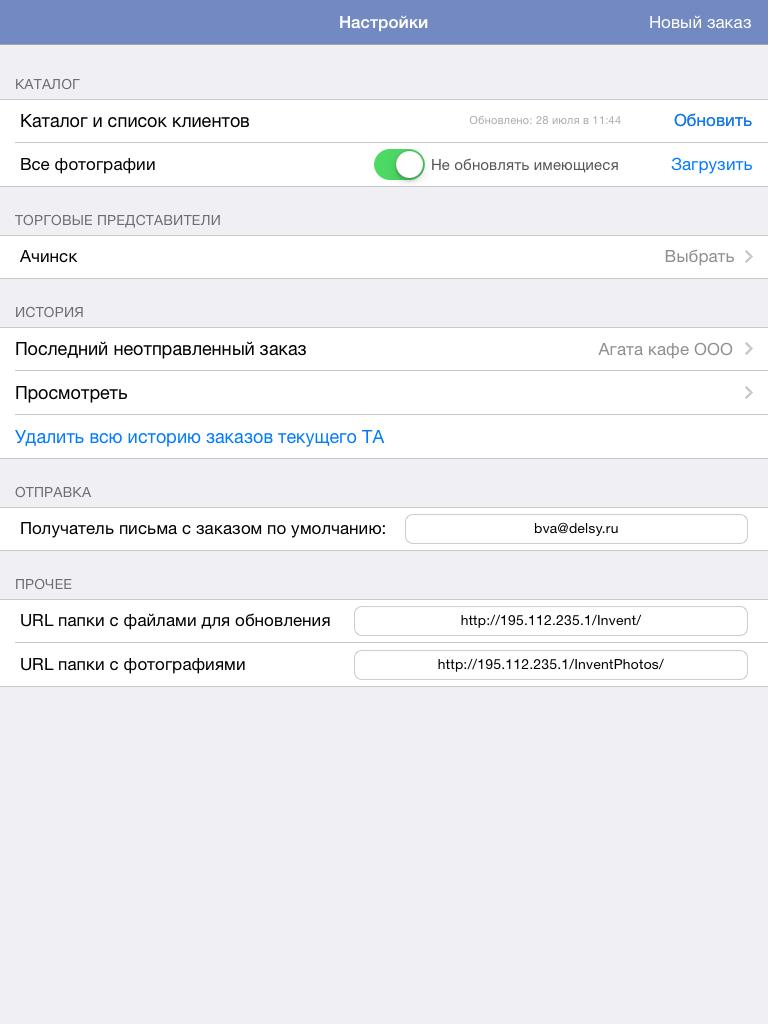 Настройки
Новый заказ
КАТАЛОГ
Каталог и список клиентов
Обновлено: 28 июля в 11:44
Обновить
Все фотографии
Не обновлять имеющиеся
Загрузить
ТОРГОВЫЕ ПРЕДСТАВИТЕЛИ
Ачинск
Выбрать
ИСТОРИЯ
Последний неотправленный заказ
Агата кафе ООО
Просмотреть
Удалить всю историю заказов текущего ТА
ОТПРАВКА
Получатель письма с заказом по умолчанию:
bva@delsy.ru
ПРОЧЕЕ
URL папки с файлами для обновления
http://195.112.235.1/Invent/
URL папки с фотографиями
http://195.112.235.1/InventPhotos/